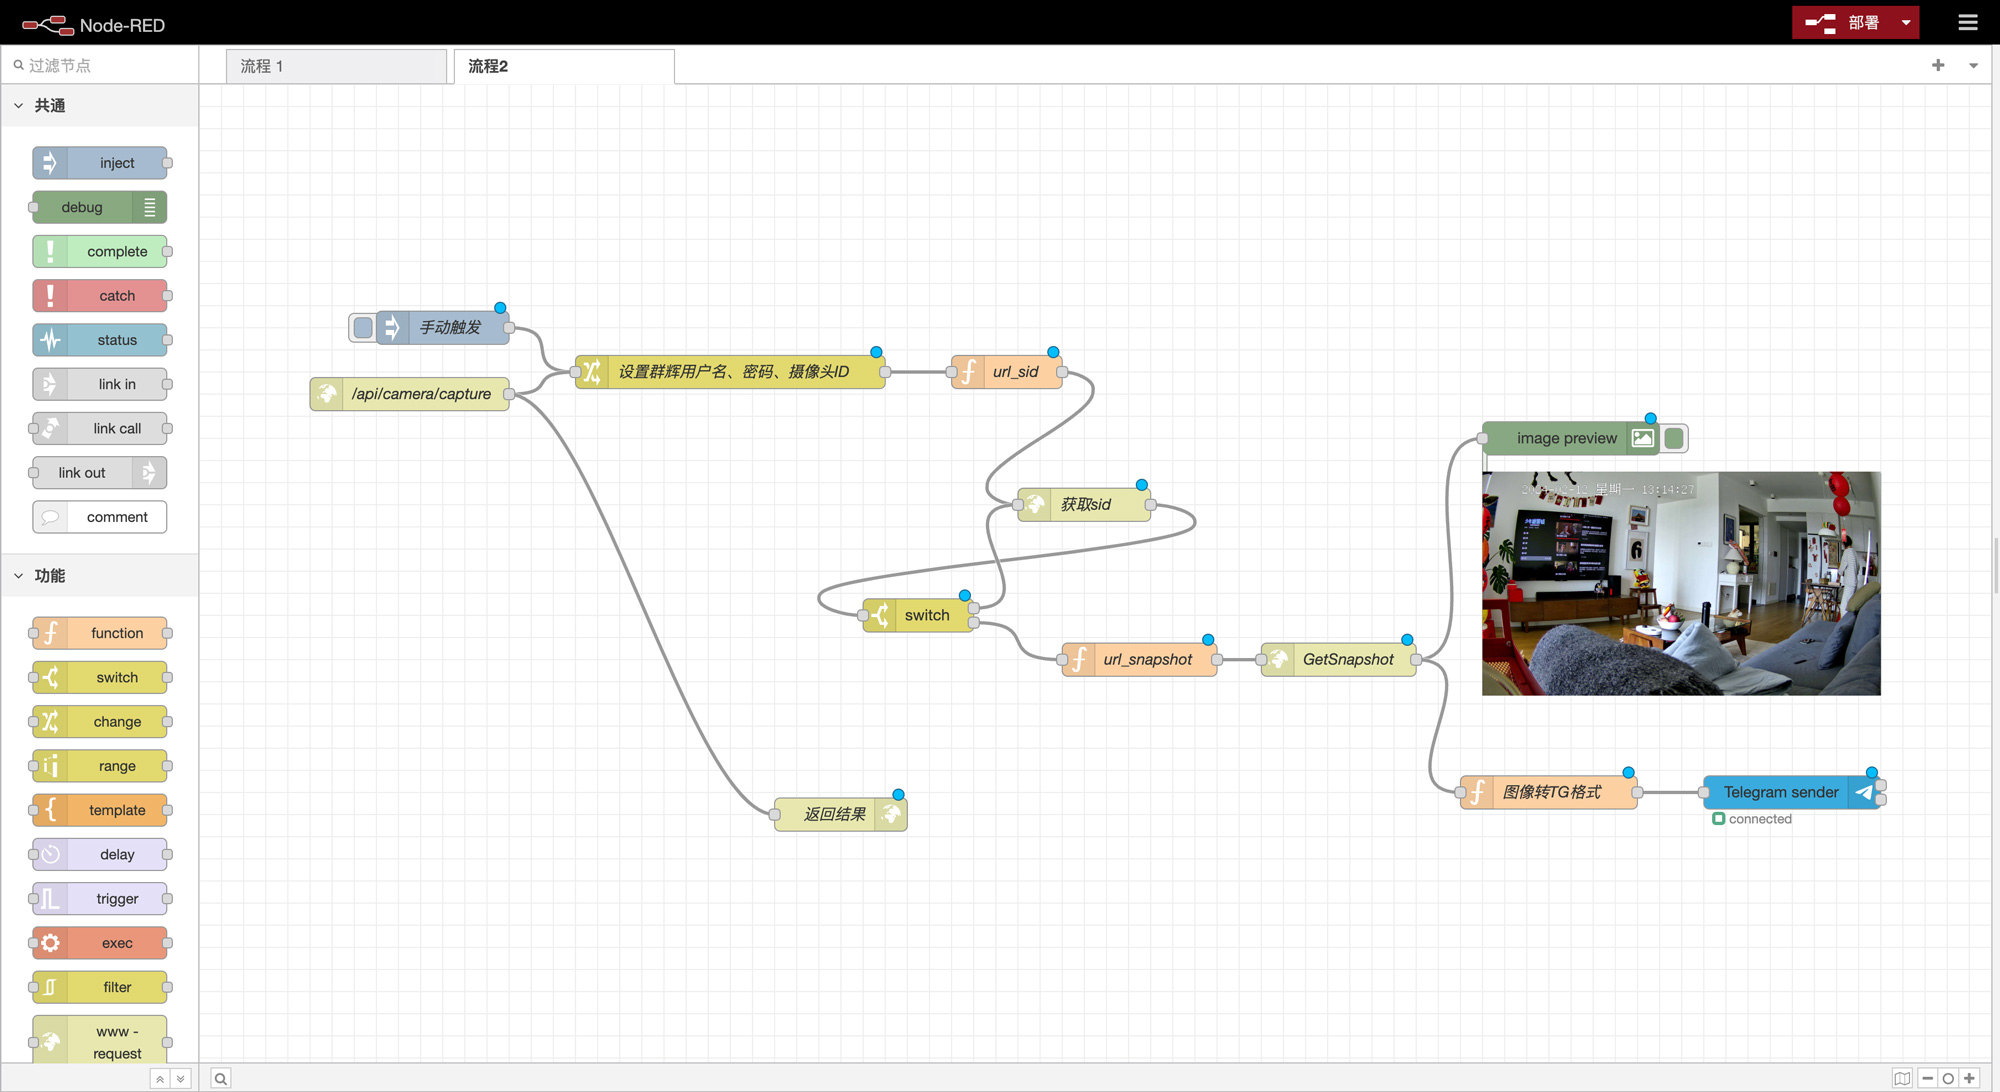 Node-RED
部署
过滤节点
流程 1
流程2
共通
inject
debug
complete
catch
status
link in
link call
link out
comment
功能
function
switch
change
range
template
delay
trigger
exec
filter
www -
request
手动触发
/api/camera/capture
设置群辉用户名、密码、摄像头ID
url_sid
获取sid
switch
url_snapshot
GetSnapshot
返回结果
image preview
星期一 13:14:27
6
图像转TG格式
Telegram sender
connected